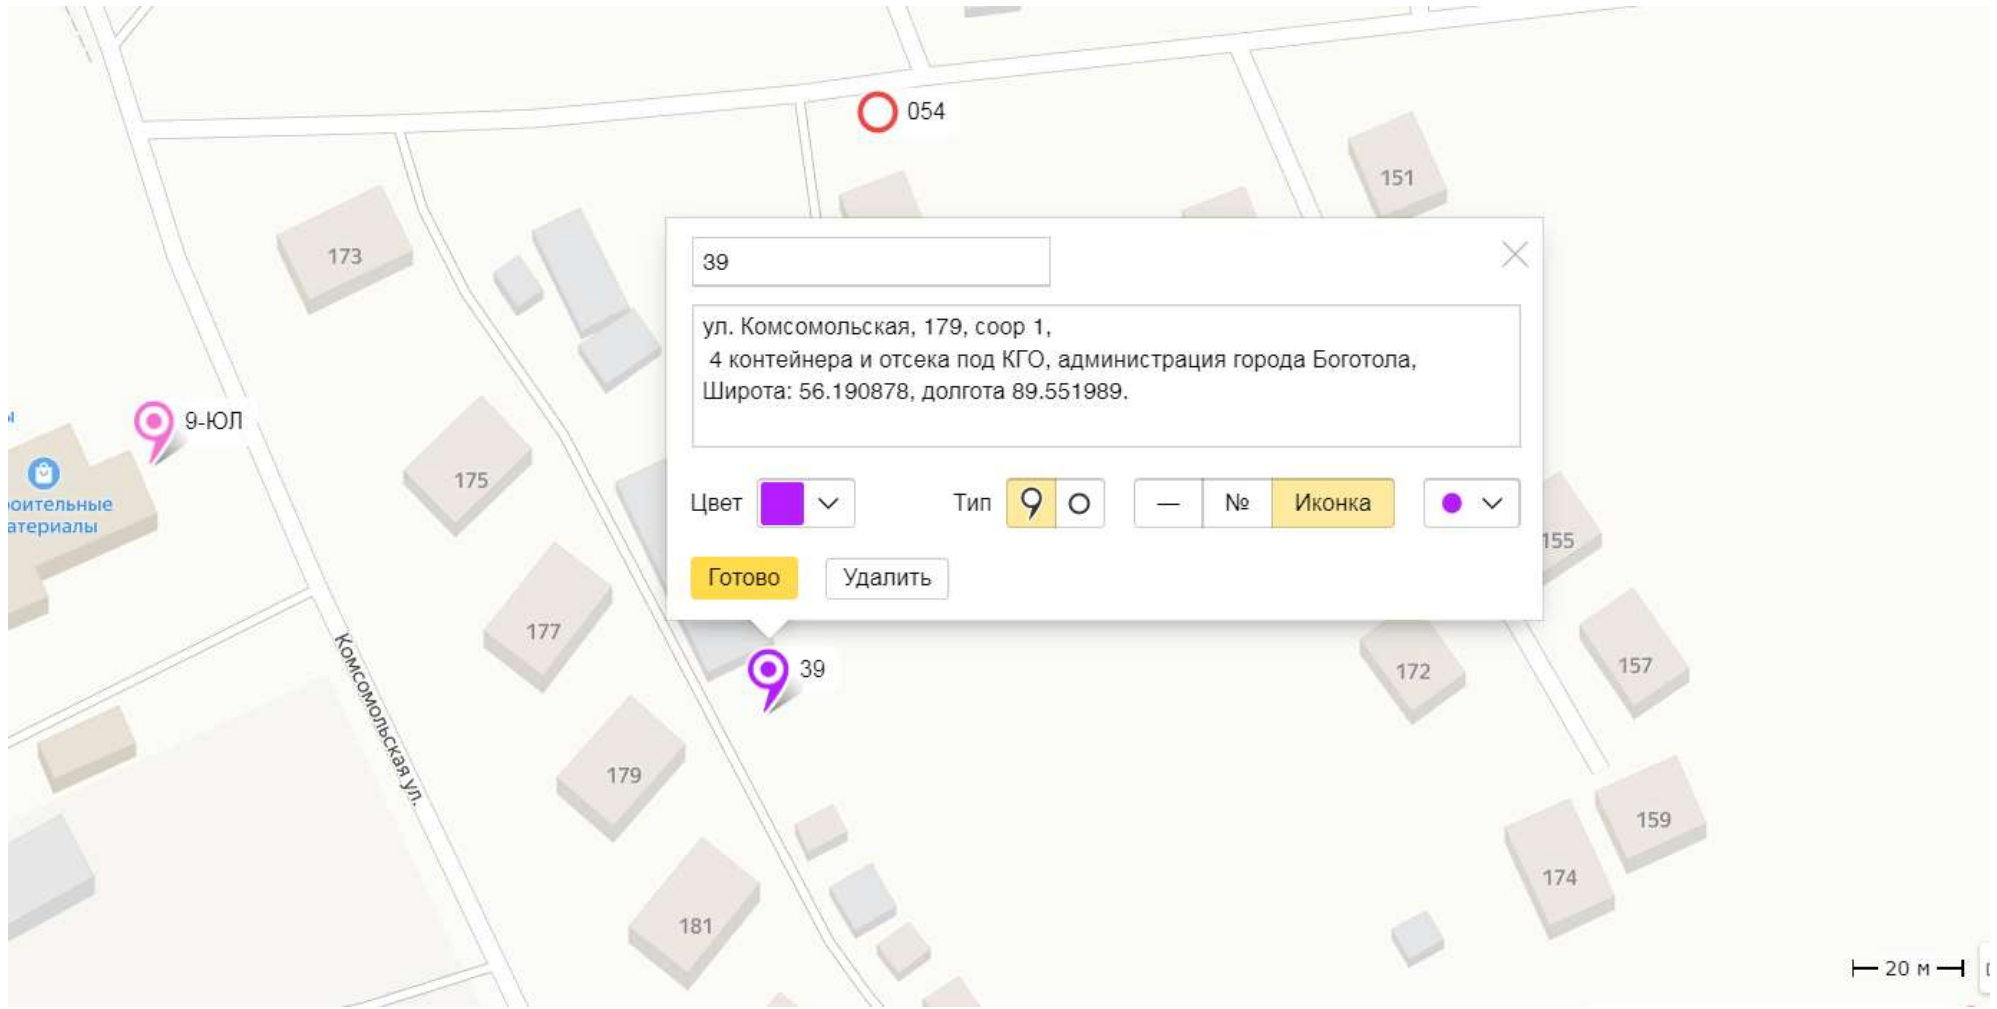 054
151
173
39
ул. Комсомольская, 179, соор 1,
4 контейнера и отсека под КГО, администрация города Боготола,
Широта: 56.190878, долгота 89.551989.
9-ЮЛ
175
Цвет
Тип
—
№
Иконка
155
Готово
Удалить
177
39
172
157
Комсомольская ул.
179
159
174
181
20 м